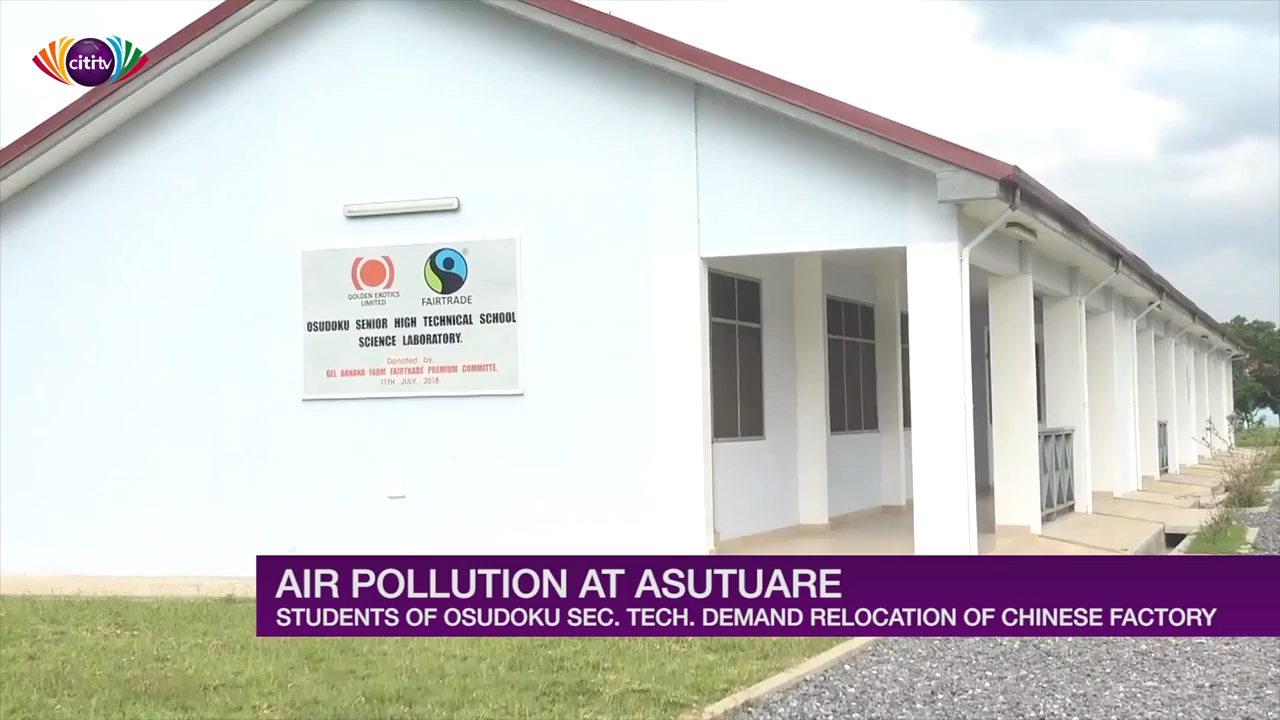 citi tv
GOLDEN EXOTICS
LIMITED
®
FAIRTRADE
OSUDOKU SENIOR HIGH TECHNICAL SCHOOL
SCIENCE LABORATORY.
Donated by.
GEL BANANA FARM FAIRTRADE PREMIUM COMMITTE.
11TH JULY, 2018.
AIR POLLUTION AT ASUTUARE
STUDENTS OF OSUDOKU SEC. TECH. DEMAND RELOCATION OF CHINESE FACTORY